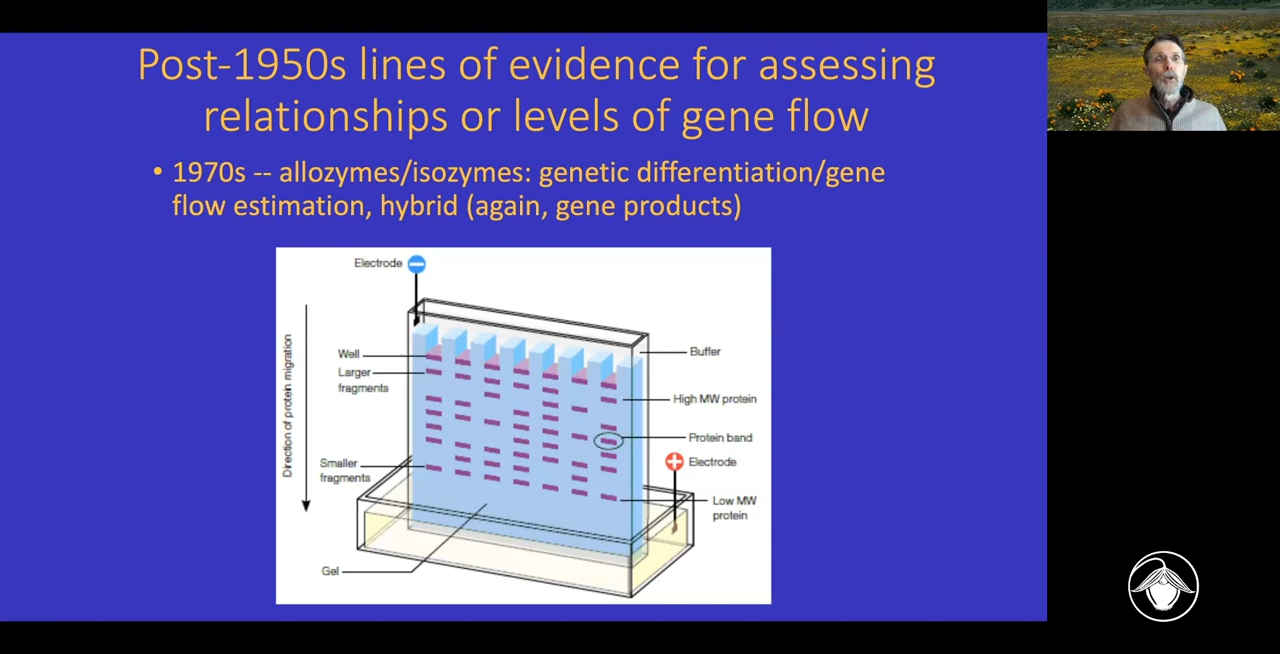 Post-1950s lines of evidence for assessing
relationships or levels of gene flow
• 1970s -- allozymes/isozymes: genetic differentiation/gene
flow estimation, hybrid (again, gene products)
Electrode
−
Direction of protein migration
Well
Larger
fragments
Smaller
fragments
Gel
Buffer
High MW protein
Protein band
+
Electrode
Low MW
protein